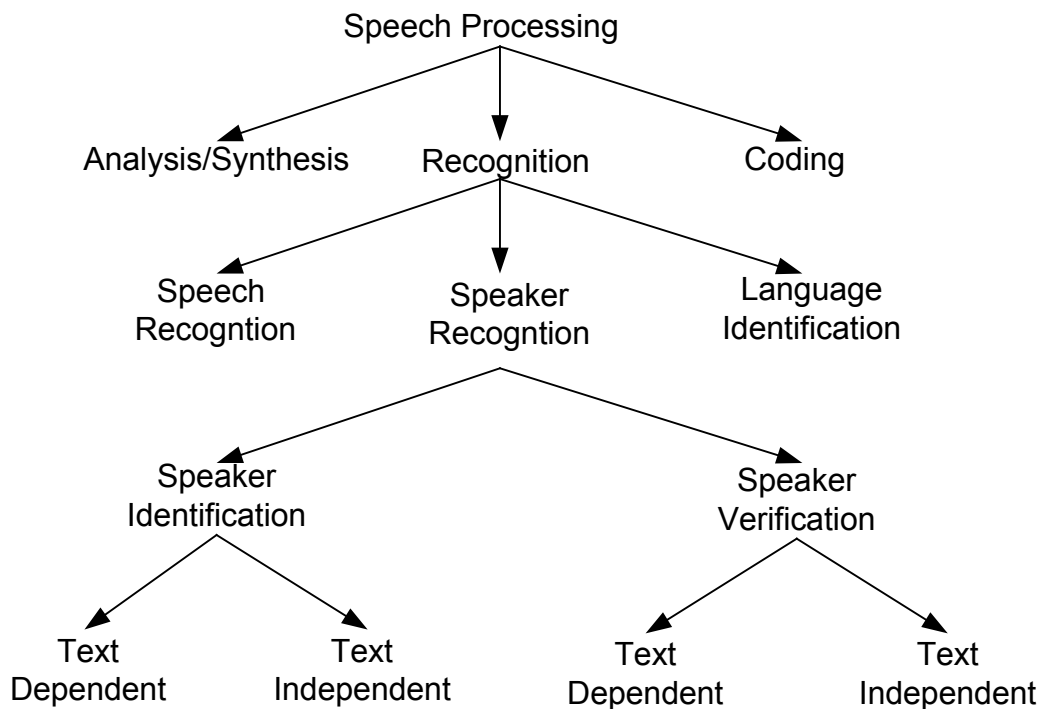 Speech Processing
Analysis/Synthesis
Recognition
Coding
Speech
Recogntion
Speaker
Recogntion
Language
Identification
Speaker
Identification
Speaker
Verification
Text
Dependent
Text
Independent
Text
Dependent
Text
Independent